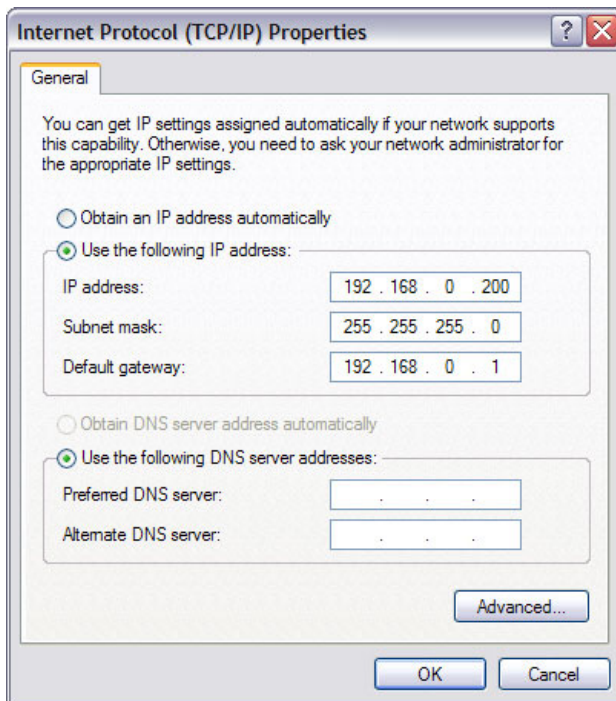 Internet Protocol (TCP/IP) Properties
General
You can get IP settings assigned automatically if your network supports
this capability. Otherwise, you need to ask your network administrator for
the appropriate IP settings.
Obtain an IP address automatically
Use the following IP address:
IP address: 192 . 168 . 0 . 200
Subnet mask: 255 . 255 . 255 . 0
Default gateway: 192 . 168 . 0 . 1
Obtain DNS server address automatically
Use the following DNS server addresses:
Preferred DNS server: . . .
Alternate DNS server: . . .
Advanced...
OK Cancel